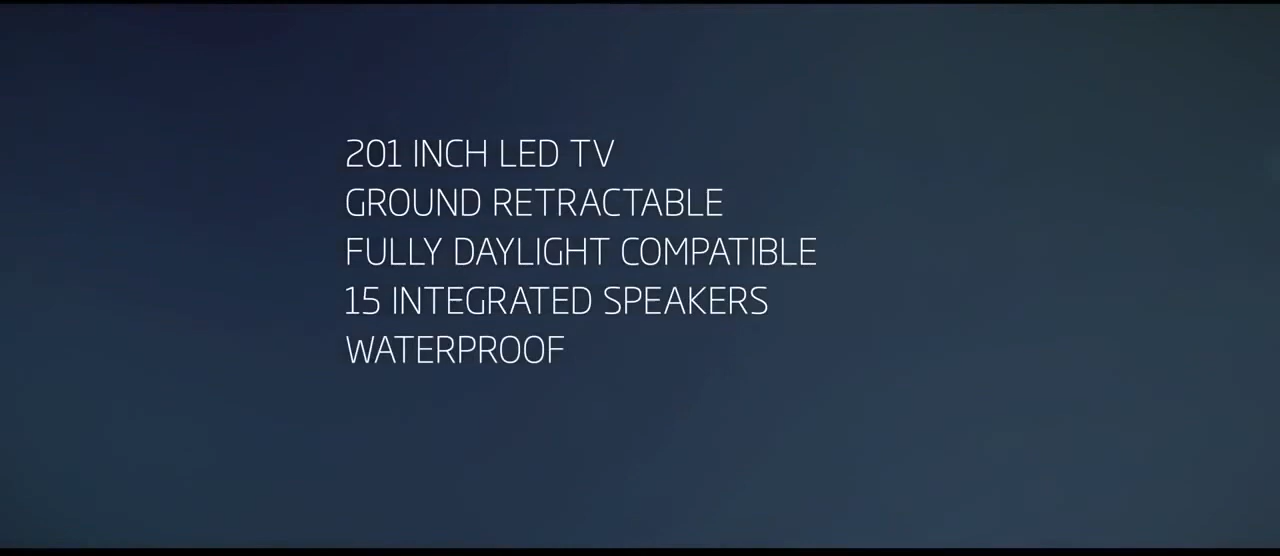 201 INCH LED TV
GROUND RETRACTABLE
FULLY DAYLIGHT COMPATIBLE
15 INTEGRATED SPEAKERS
WATERPROOF